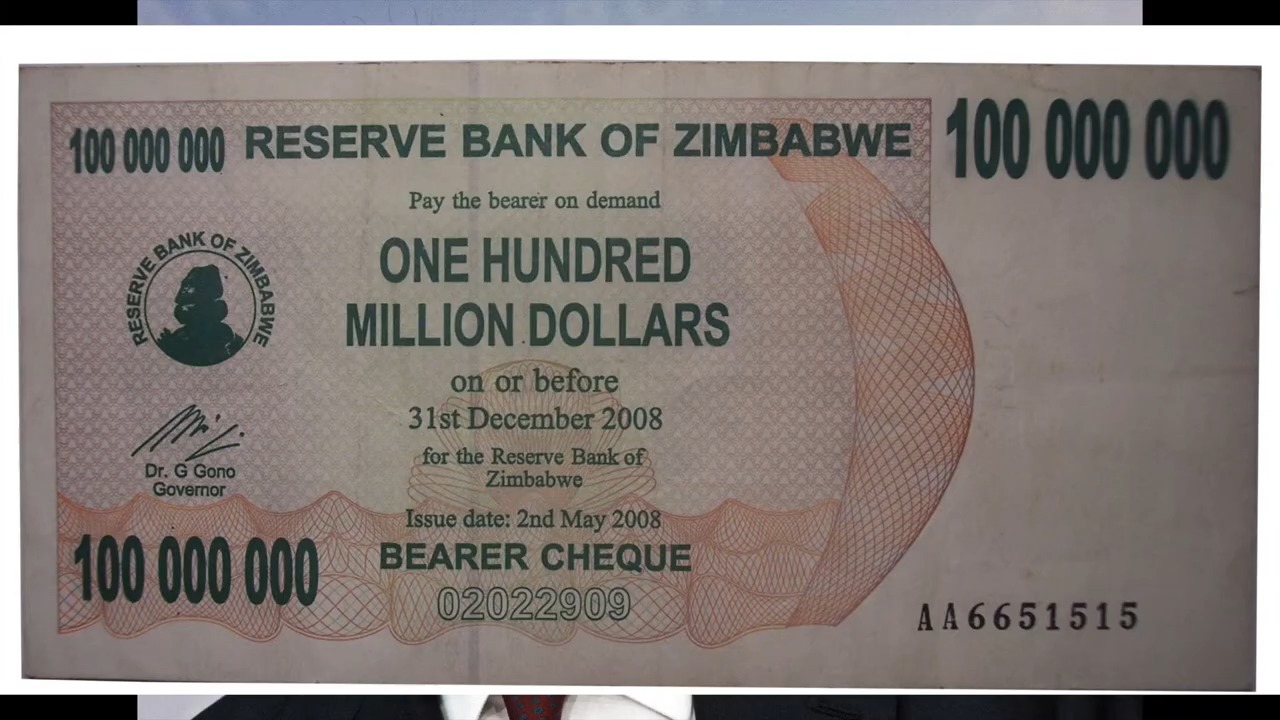 100 000 000 RESERVE BANK OF ZIMBABWE 100 000 000
Pay the bearer on demand
ONE HUNDRED
MILLION DOLLARS
RESERVE BANK OF ZIMBABWE
on or before
31st December 2008
for the Reserve Bank of
Zimbabwe
Dr. G Gono
Governor
Issue date: 2nd May 2008
100 000 000 BEARER CHEQUE
02022909
AA6651515